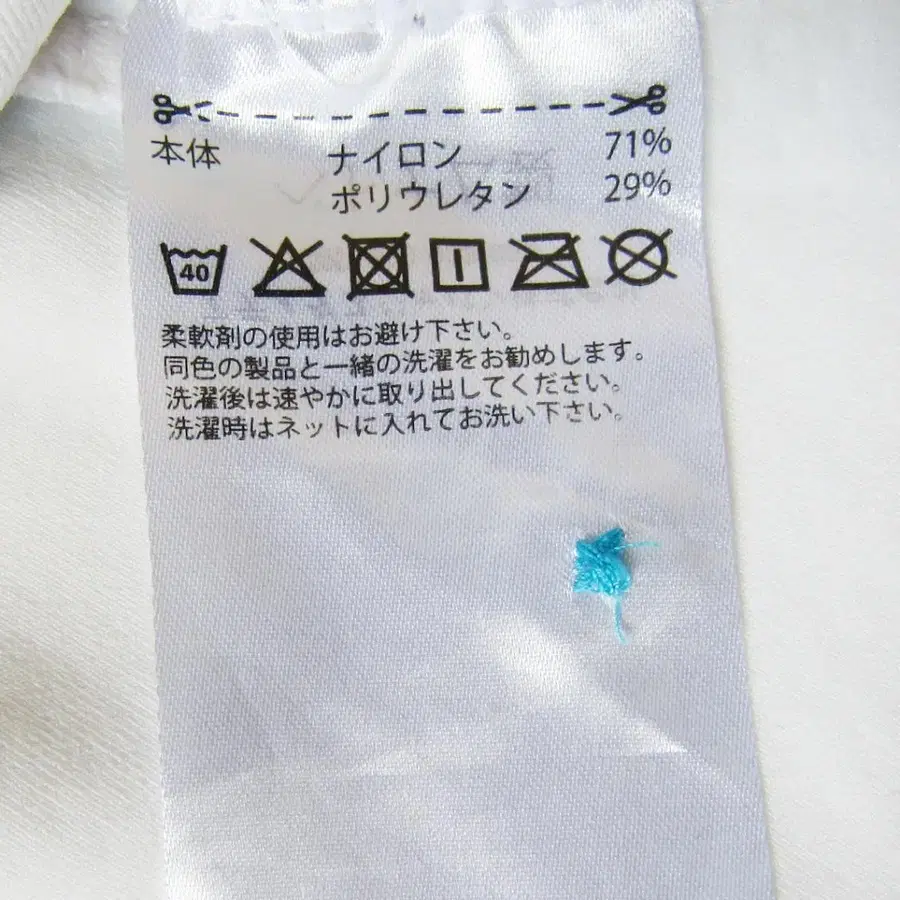 本体 ナイロン 71%
ポリウレタン 29%
40
柔軟剤の使用はお避け下さい。
同色の製品と一緒の洗濯をお勧めします。
洗濯後は速やかに取り出してください。
洗濯時はネットに入れてお洗い下さい。